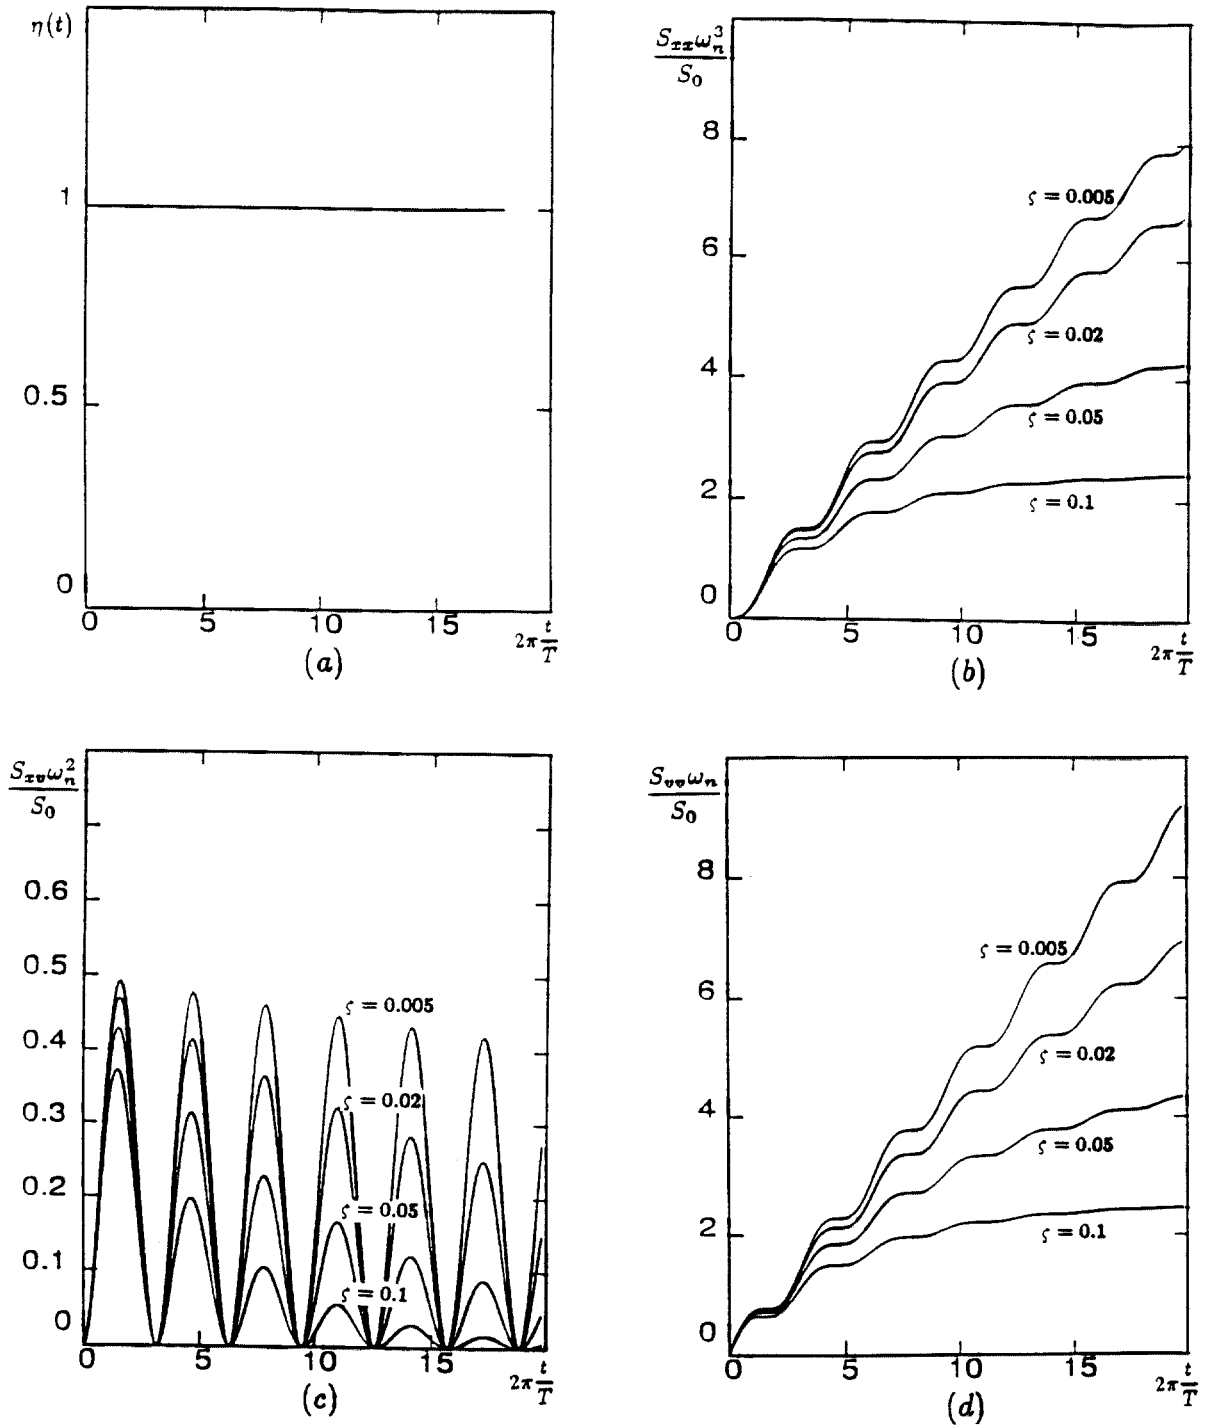 η(t)
1
0.5
0
0 5 10 15 2π t/T
(a)
S_xx ω_n^3 / S_0
8
6
4
2
0
ζ = 0.005
ζ = 0.02
ζ = 0.05
ζ = 0.1
0 5 10 15 2π t/T
(b)
S_xv ω_n^2 / S_0
0.6
0.5
0.4
0.3
0.2
0.1
0
ζ = 0.005
ζ = 0.02
ζ = 0.05
ζ = 0.1
0 5 10 15 2π t/T
(c)
S_vv ω_n / S_0
8
6
4
2
0
ζ = 0.005
ζ = 0.02
ζ = 0.05
ζ = 0.1
0 5 10 15 2π t/T
(d)